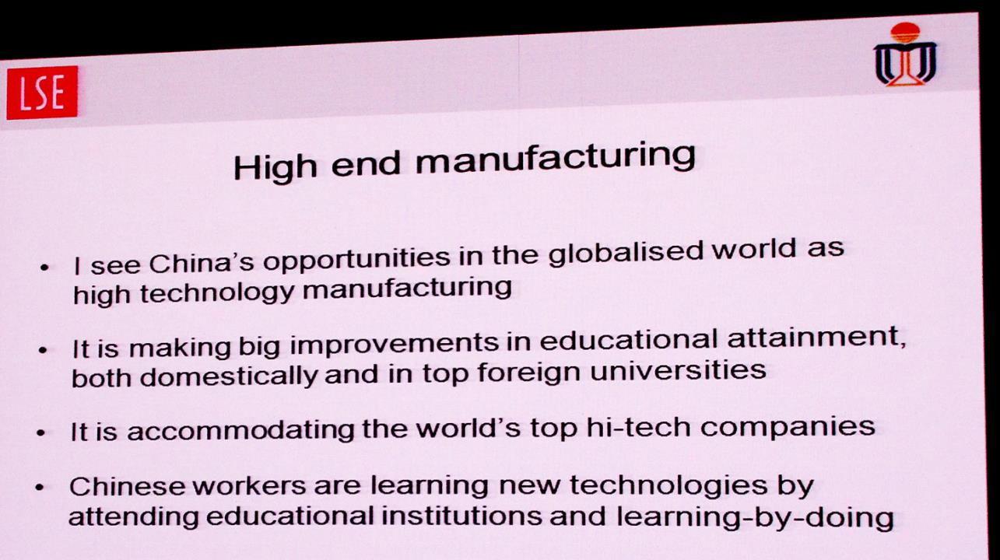 LSE
High end manufacturing
• I see China's opportunities in the globalised world as
high technology manufacturing
• It is making big improvements in educational attainment,
both domestically and in top foreign universities
• It is accommodating the world's top hi-tech companies
• Chinese workers are learning new technologies by
attending educational institutions and learning-by-doing